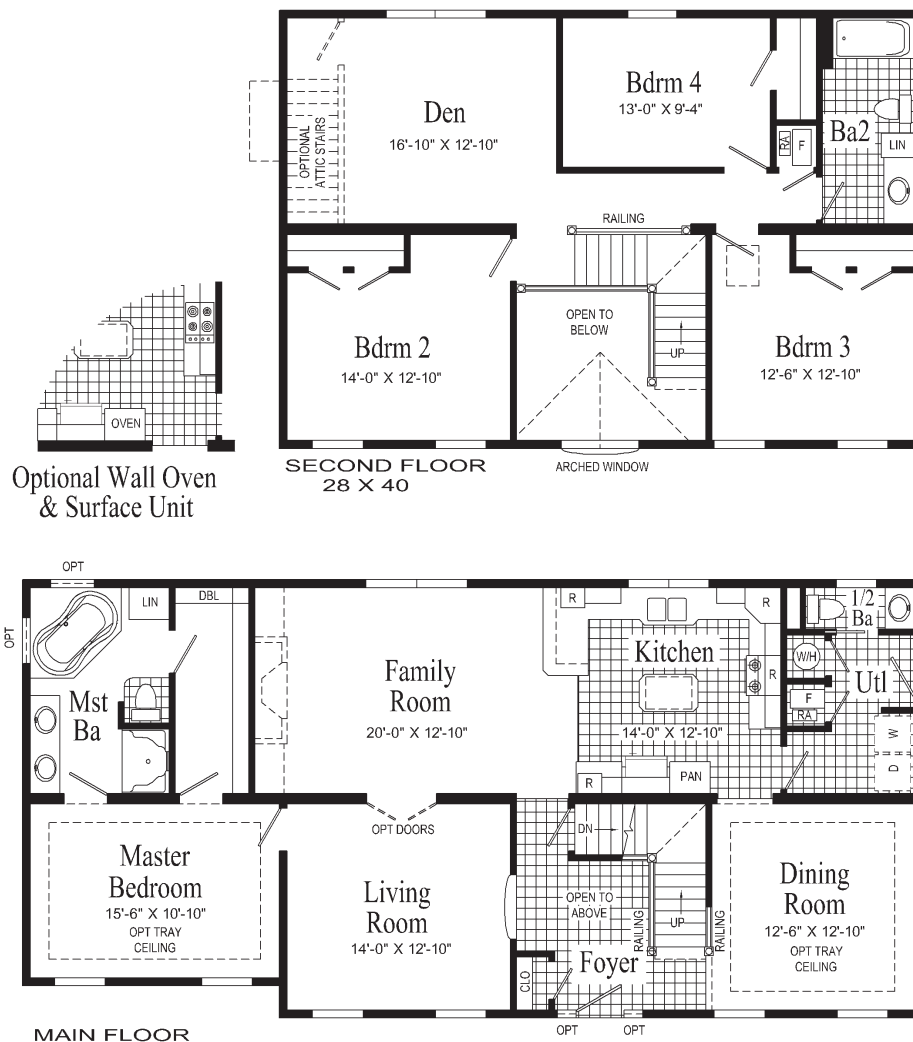 Den
16'-10" X 12'-10"
OPTIONAL
ATTIC STAIRS
Bdrm 4
13'-0" X 9'-4"
RA
F
Ba2
LIN
RAILING
OPEN TO
BELOW
UP
Bdrm 2
14'-0" X 12'-10"
Bdrm 3
12'-6" X 12'-10"
OVEN
Optional Wall Oven
& Surface Unit
SECOND FLOOR
28 X 40
ARCHED WINDOW
OPT
OPT
LIN
DBL
Mst
Ba
Family
Room
20'-0" X 12'-10"
R
R
Kitchen
14'-0" X 12'-10"
R
R
PAN
1/2
Ba
W/H
Utl
F
RA
W
D
OPT DOORS
DN
Master
Bedroom
15'-6" X 10'-10"
OPT TRAY
CEILING
Living
Room
14'-0" X 12'-10"
OPEN TO
ABOVE
RAILING
UP
RAILING
Foyer
CLO
Dining
Room
12'-6" X 12'-10"
OPT TRAY
CEILING
OPT
OPT
MAIN FLOOR